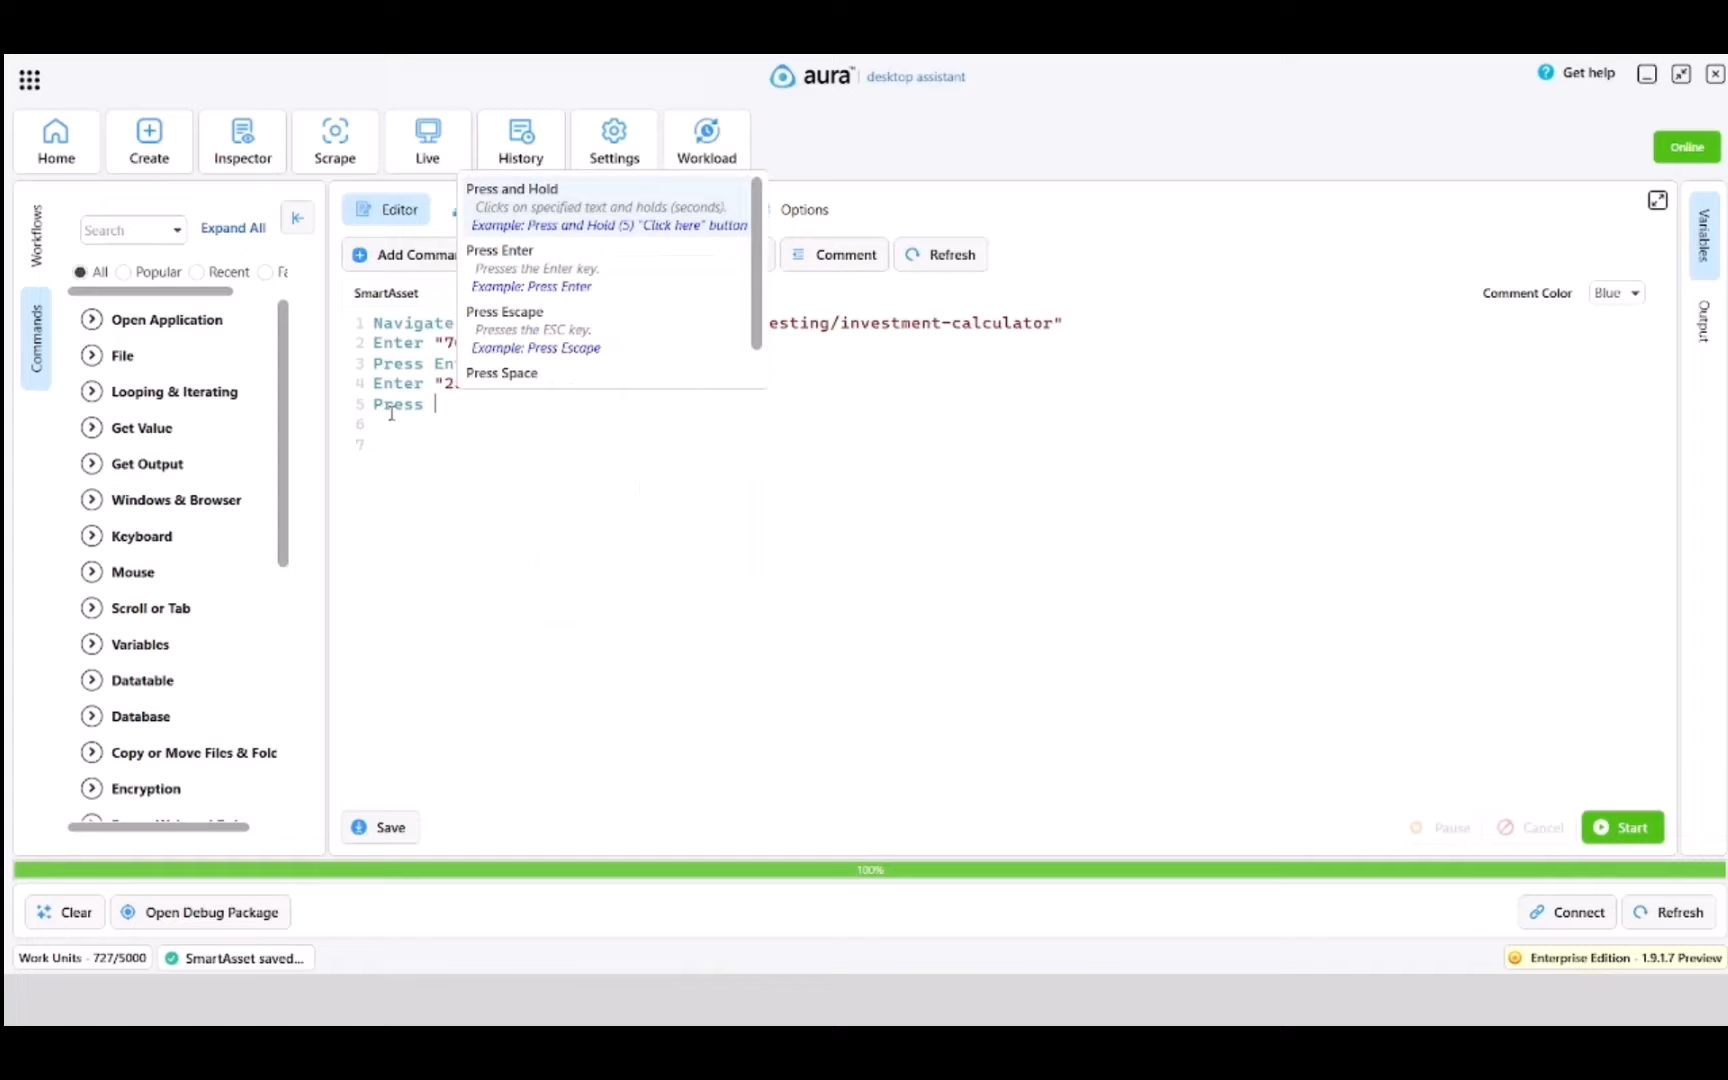 aura™ desktop assistant
Get help
Home
Create
Inspector
Scrape
Live
History
Settings
Workload
Online
Workflows
Commands
Search
Expand All
All
Popular
Recent
Open Application
File
Looping & Iterating
Get Value
Get Output
Windows & Browser
Keyboard
Mouse
Scroll or Tab
Variables
Datatable
Database
Copy or Move Files & Folc
Encryption
Editor
Options
Add Comma
Comment
Refresh
SmartAsset
Comment Color
Blue
Press and Hold
Clicks on specified text and holds (seconds).
Example: Press and Hold (5) "Click here" button
Press Enter
Presses the Enter key.
Example: Press Enter
Press Escape
Presses the ESC key.
Example: Press Escape
Press Space
1 Navigate esting/investment-calculator"
2 Enter "7
3 Press En
4 Enter "2
5 Press
6
7
Variables
Output
Save
Pause
Cancel
Start
100%
Clear
Open Debug Package
Connect
Refresh
Work Units - 727/5000
SmartAsset saved...
Enterprise Edition - 1.9.1.7 Preview